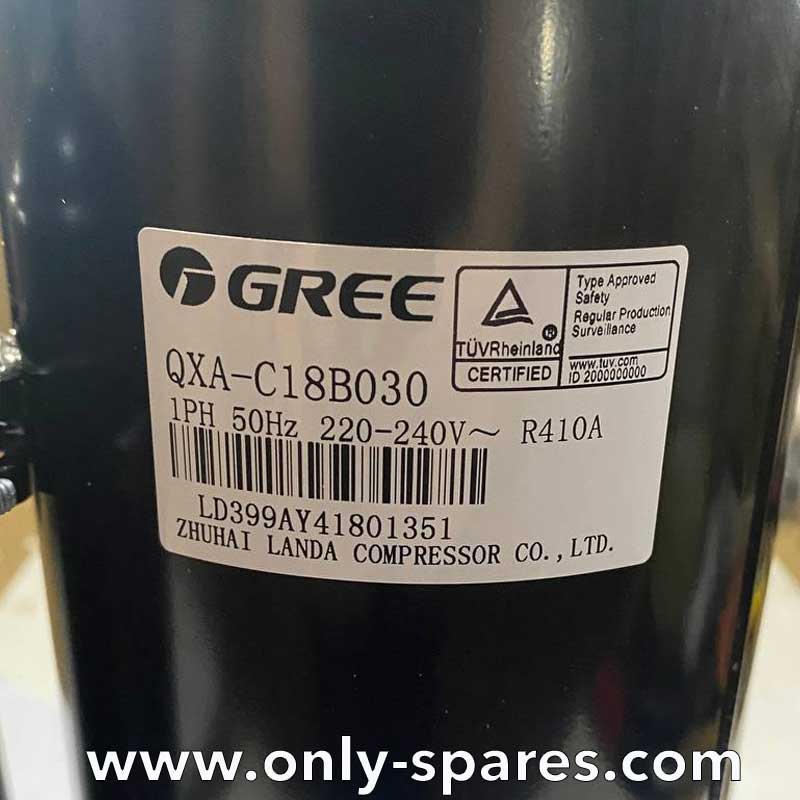 GREE
TÜVRheinland®
CERTIFIED
Type Approved
Safety
Regular Production
Surveillance
www.tuv.com
ID 2000000000
QXA-C18B030
1PH 50Hz 220-240V~ R410A
LD399AY41801351
ZHUHAI LANDA COMPRESSOR CO.,LTD.
www.only-spares.com